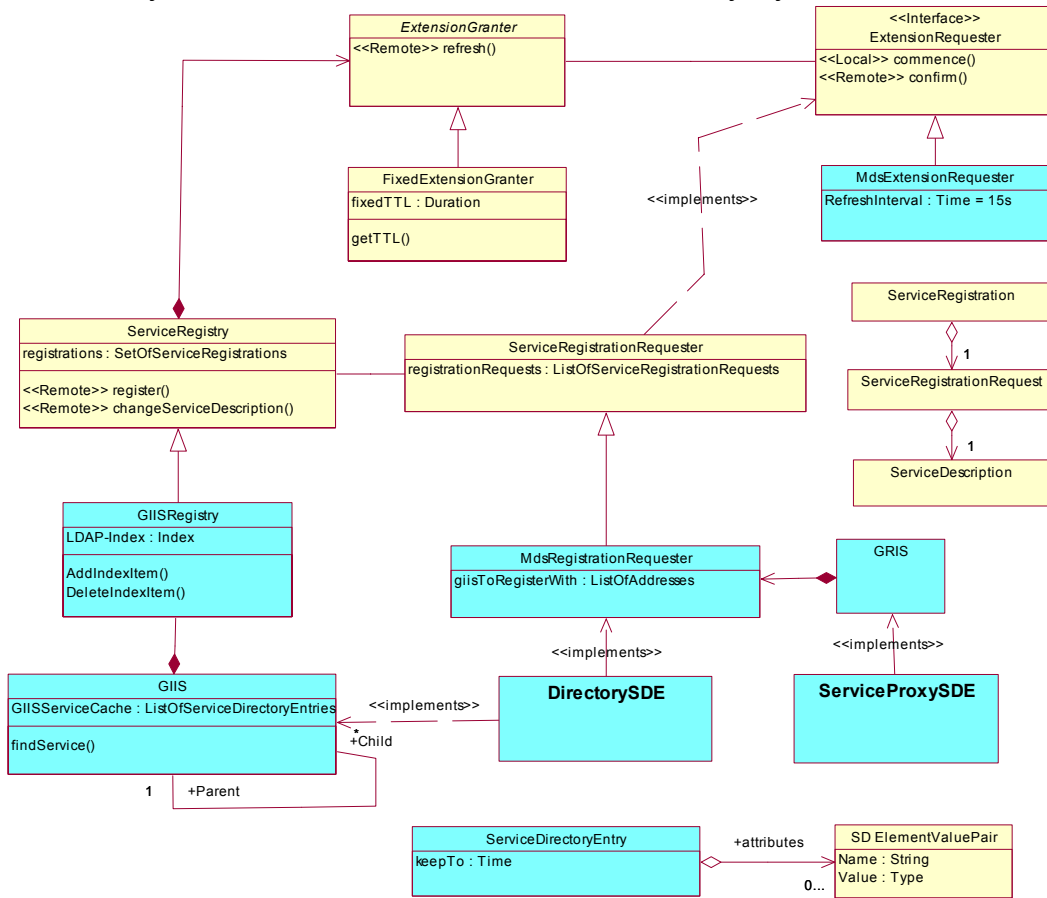 ExtensionGranter
<<Remote>> refresh()
<<Interface>>
ExtensionRequester
<<Local>> commence()
<<Remote>> confirm()
FixedExtensionGranter
fixedTTL : Duration
getTTL()
MdsExtensionRequester
RefreshInterval : Time = 15s
<<implements>>
ServiceRegistration
1
ServiceRegistrationRequest
1
ServiceDescription
ServiceRegistry
registrations : SetOfServiceRegistrations
<<Remote>> register()
<<Remote>> changeServiceDescription()
ServiceRegistrationRequester
registrationRequests : ListOfServiceRegistrationRequests
GIISRegistry
LDAP-Index : Index
AddIndexItem()
DeleteIndexItem()
MdsRegistrationRequester
giisToRegisterWith : ListOfAddresses
GRIS
<<implements>>
<<implements>>
GIIS
GIISServiceCache : ListOfServiceDirectoryEntries
findService()
<<implements>>
*
+Child
1
+Parent
DirectorySDE
ServiceProxySDE
ServiceDirectoryEntry
keepTo : Time
+attributes
0...
SD ElementValuePair
Name : String
Value : Type